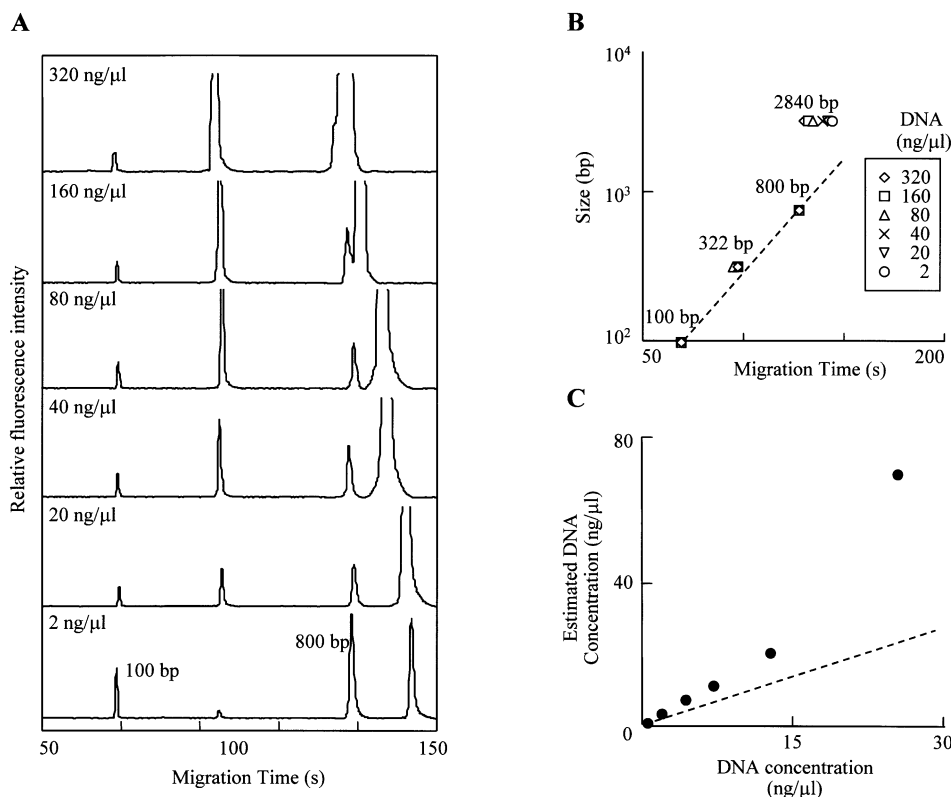 A
320 ng/µl
160 ng/µl
80 ng/µl
40 ng/µl
20 ng/µl
2 ng/µl
100 bp
800 bp
Relative fluorescence intensity
50
100
150
Migration Time (s)
B
10⁴
10³
10²
Size (bp)
2840 bp
800 bp
322 bp
100 bp
50
200
Migration Time (s)
DNA
(ng/µl)
320
160
80
40
20
2
C
80
40
0
Estimated DNA
Concentration (ng/µl)
15
30
DNA concentration
(ng/µl)